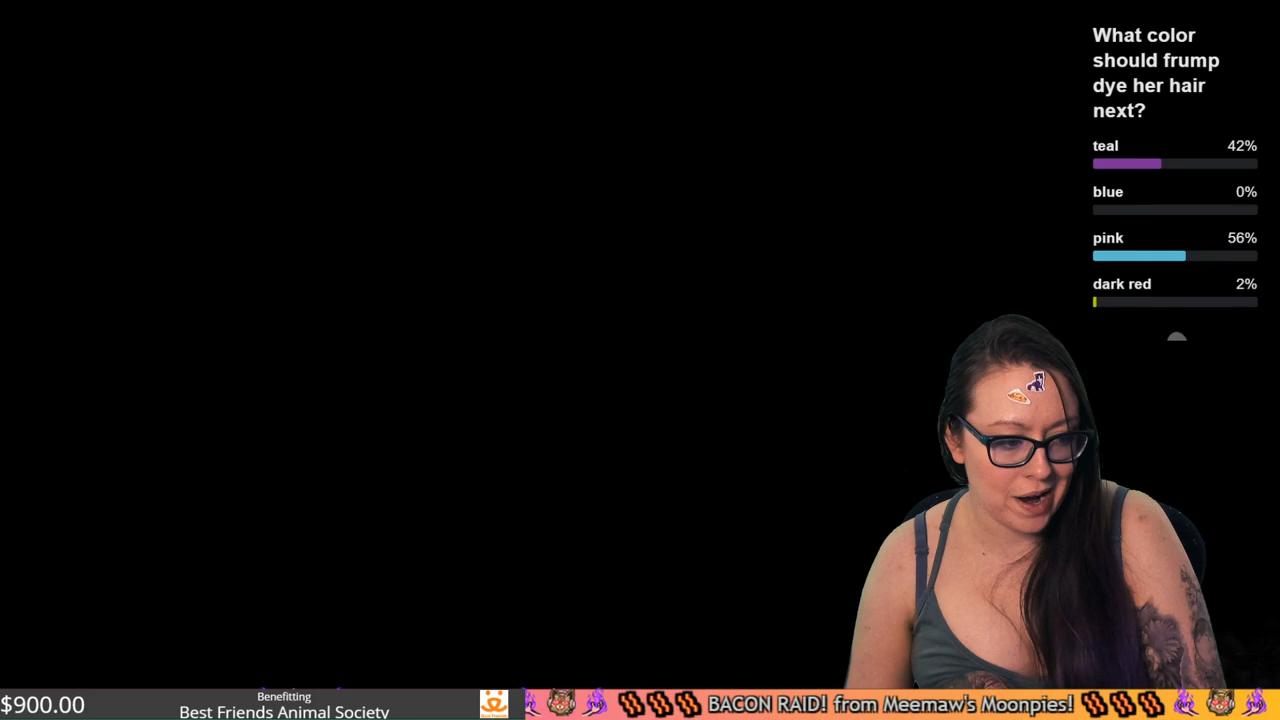 What color
should frump
dye her hair
next?
teal 42%
blue 0%
pink 56%
dark red 2%
$900.00
Benefitting
Best Friends Animal Society
BACON RAID! from Meemaw's Moonpies!